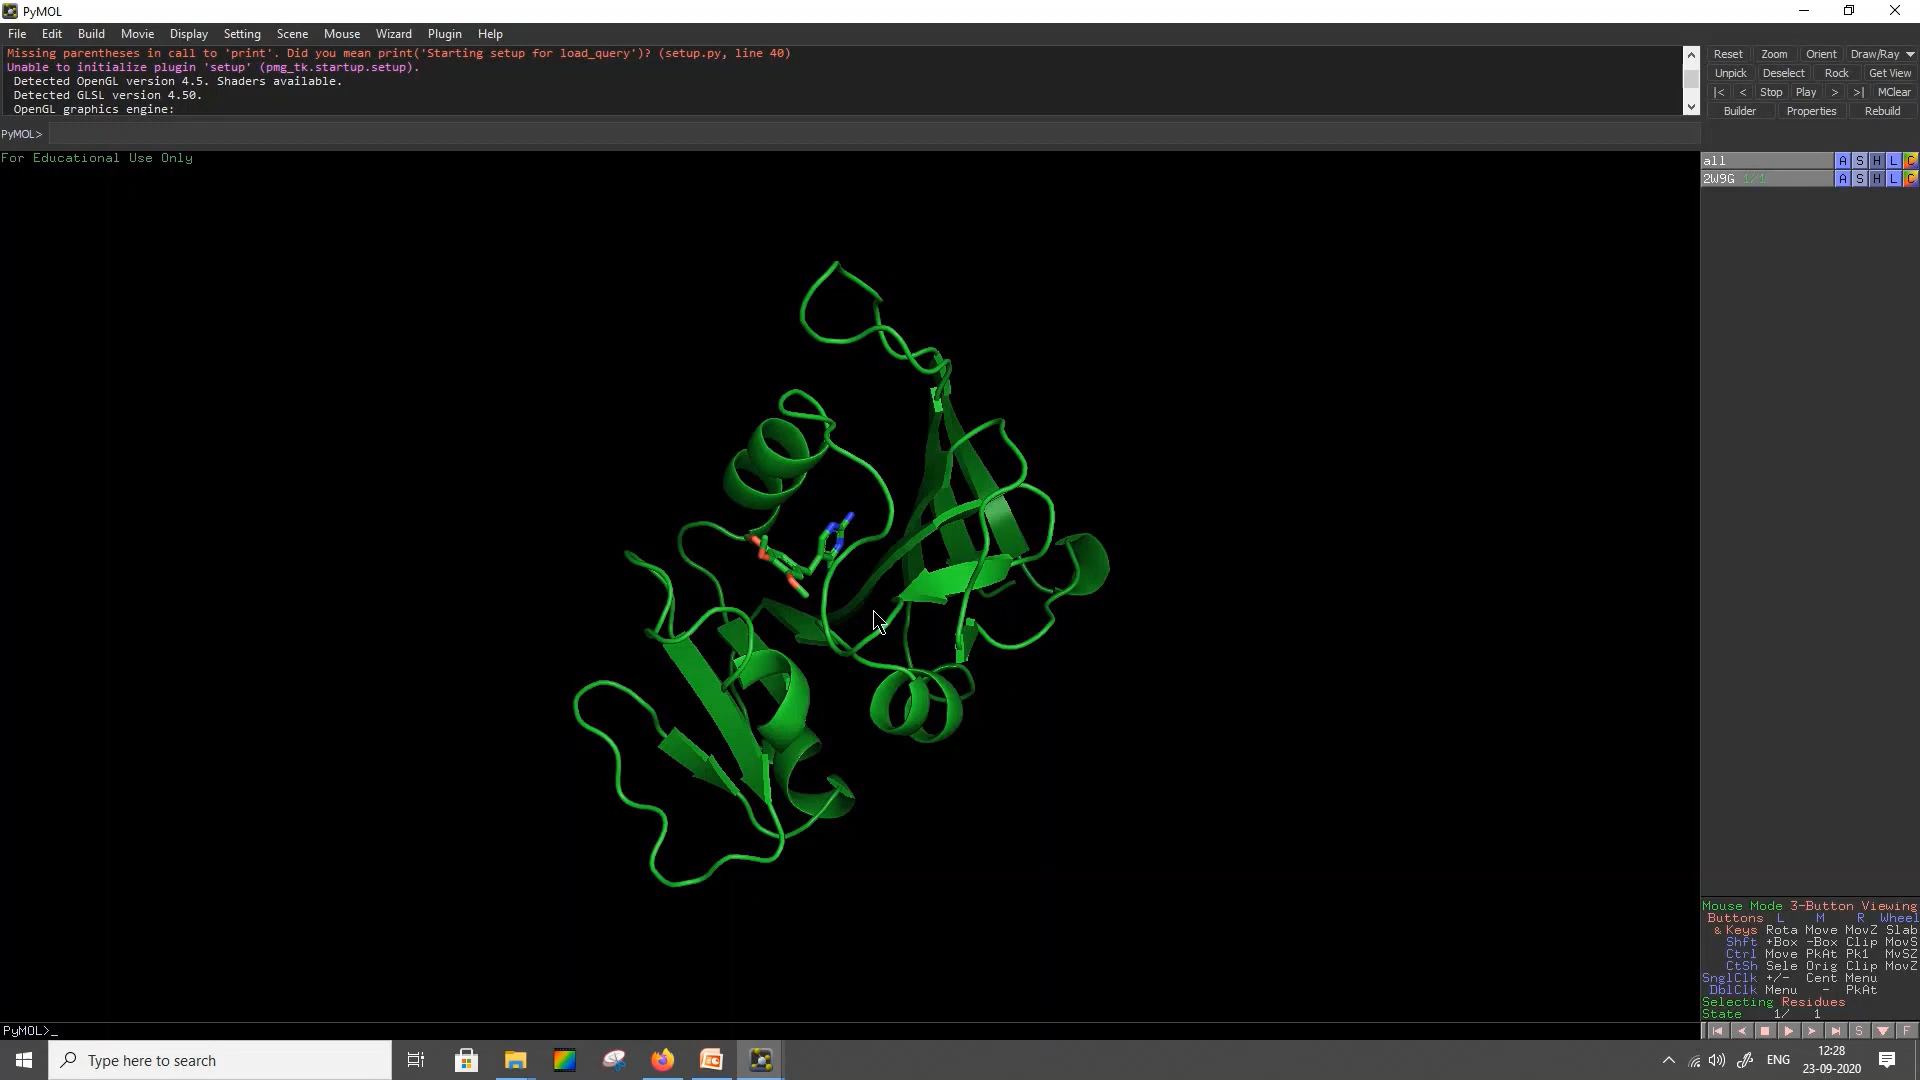 PyMOL
File Edit Build Movie Display Setting Scene Mouse Wizard Plugin Help
Missing parentheses in call to 'print'. Did you mean print('Starting setup for load_query')? (setup.py, line 40)
Unable to initialize plugin 'setup' (pmg_tk.startup.setup).
Detected OpenGL version 4.5. Shaders available.
Detected GLSL version 4.50.
OpenGL graphics engine:
PyMOL>
Reset Zoom Orient Draw/Ray
Unpick Deselect Rock Get View
|< < Stop Play > >| MClear
Builder Properties Rebuild
For Educational Use Only
all A S H L C
2W9G 1/1 A S H L C
Mouse Mode 3-Button Viewing
Buttons L M R Wheel
& Keys Rota Move MovZ Slab
Shft +Box -Box Clip MovS
Ctrl Move PkAt Pk1 MvSZ
CtSh Sele Orig Clip MovZ
SnglClk +/- Cent Menu
DblClk Menu - PkAt
Selecting Residues
State 1/ 1
S F
PyMOL>_
Type here to search
ENG
12:28
23-09-2020